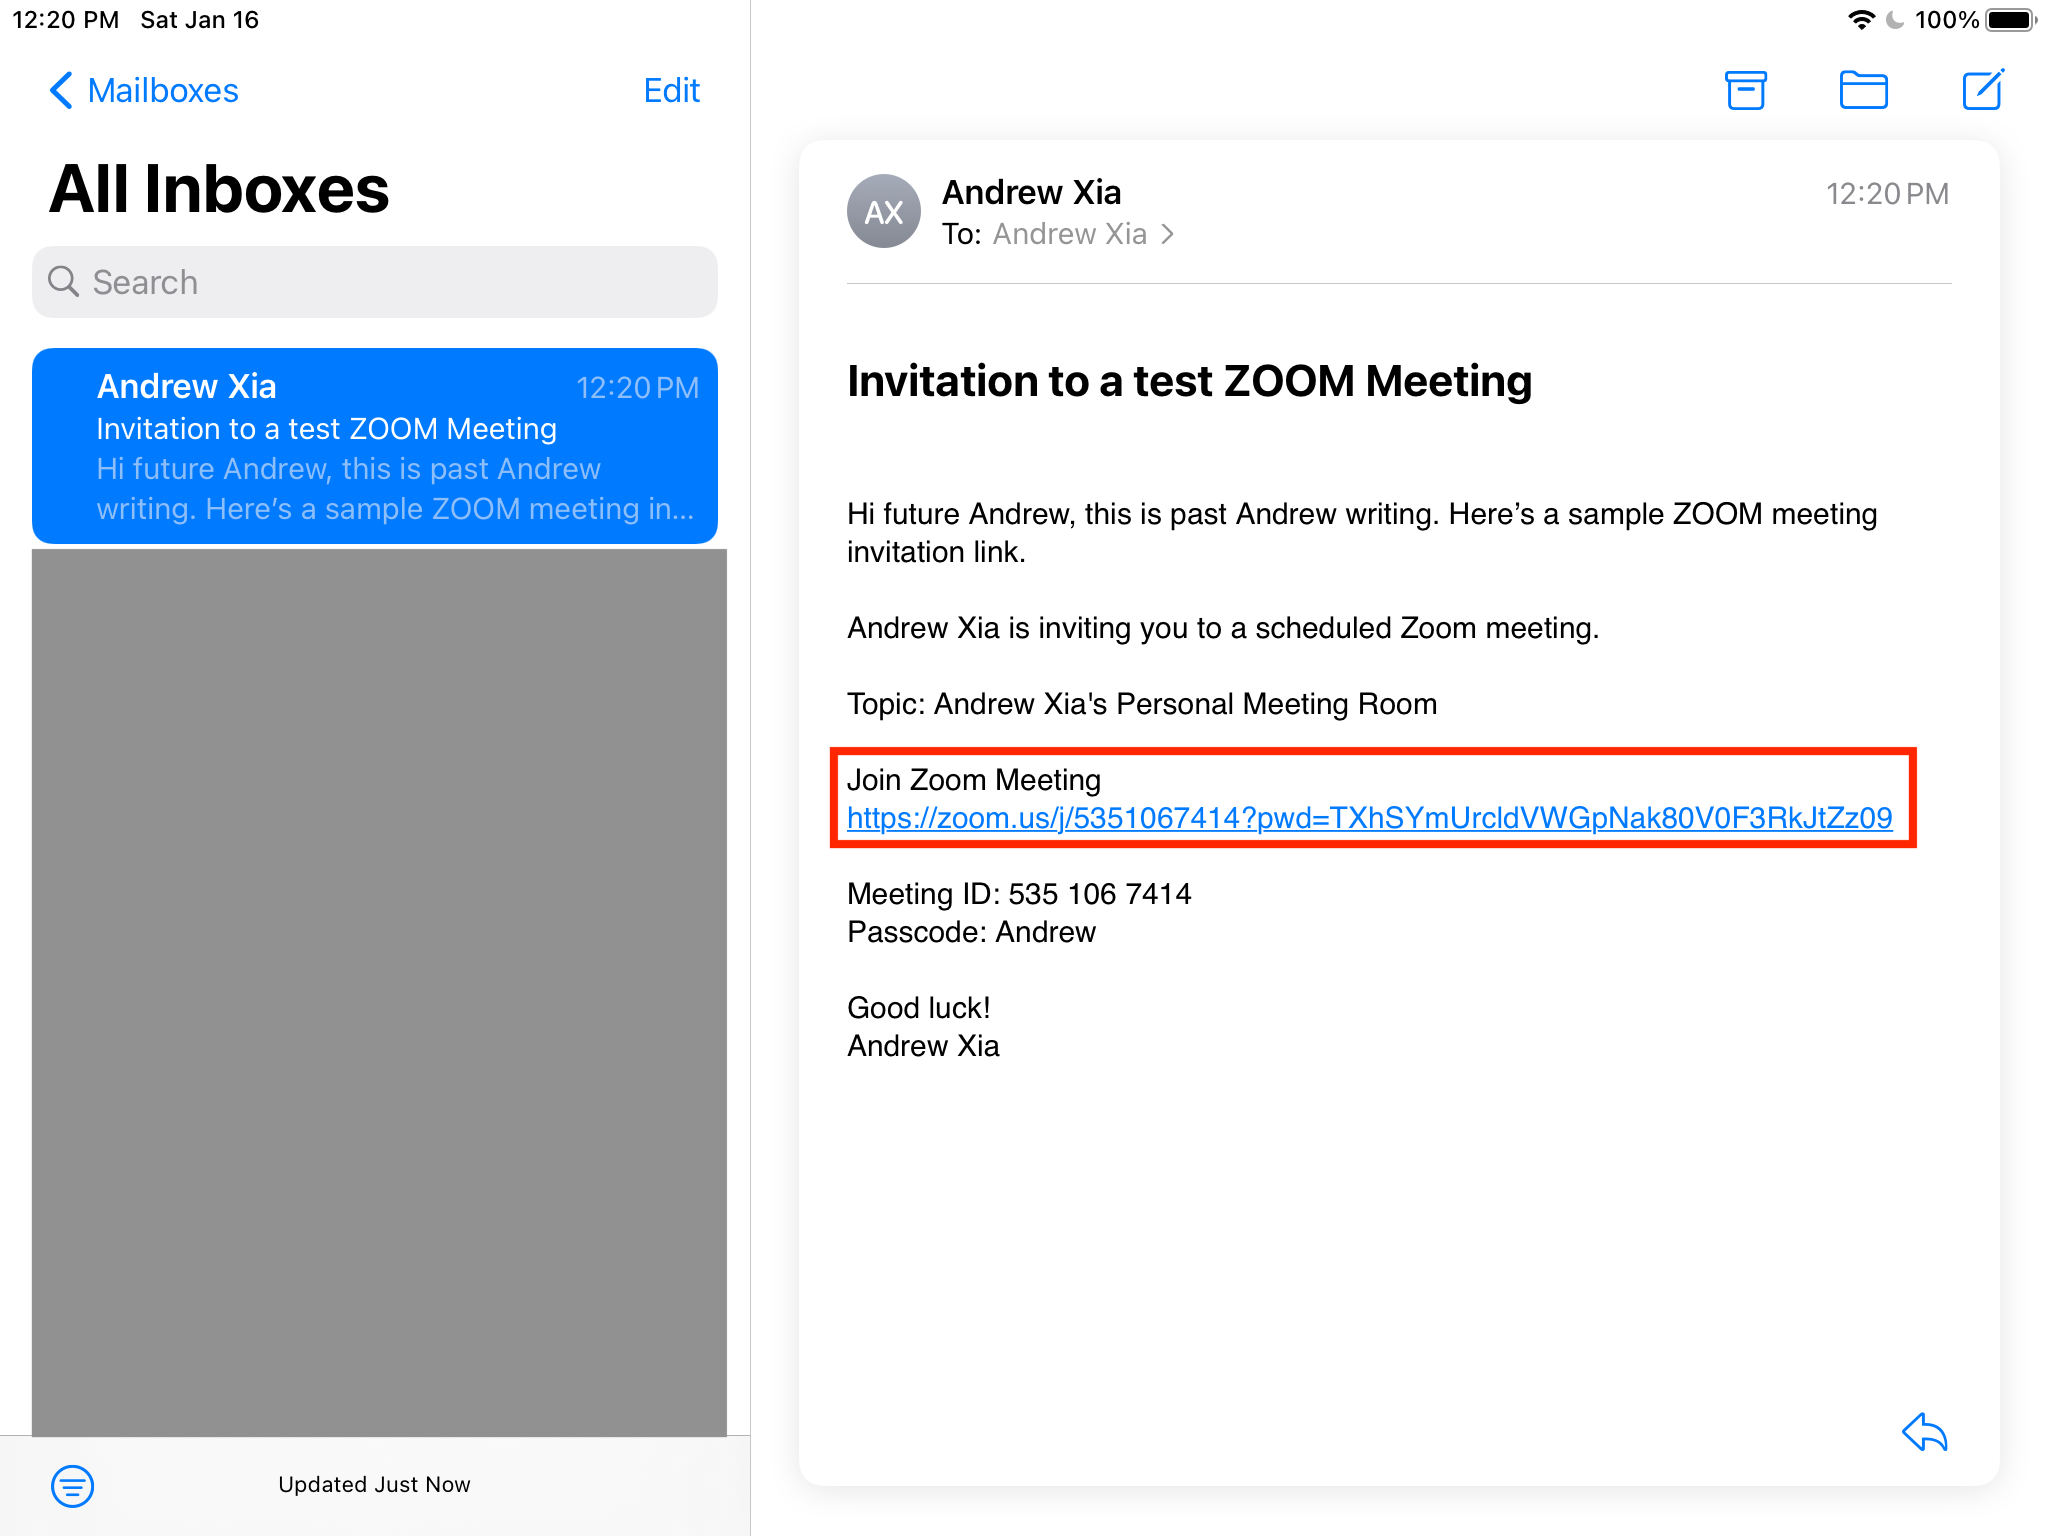 12:20 PM Sat Jan 16
100%
Mailboxes
Edit
All Inboxes
Search
Andrew Xia 12:20 PM
Invitation to a test ZOOM Meeting
Hi future Andrew, this is past Andrew
writing. Here’s a sample ZOOM meeting in...
Updated Just Now
AX
Andrew Xia 12:20 PM
To: Andrew Xia
Invitation to a test ZOOM Meeting
Hi future Andrew, this is past Andrew writing. Here’s a sample ZOOM meeting
invitation link.
Andrew Xia is inviting you to a scheduled Zoom meeting.
Topic: Andrew Xia's Personal Meeting Room
Join Zoom Meeting
https://zoom.us/j/5351067414?pwd=TXhSYmUrcldVWGpNak80V0F3RkJtZz09
Meeting ID: 535 106 7414
Passcode: Andrew
Good luck!
Andrew Xia